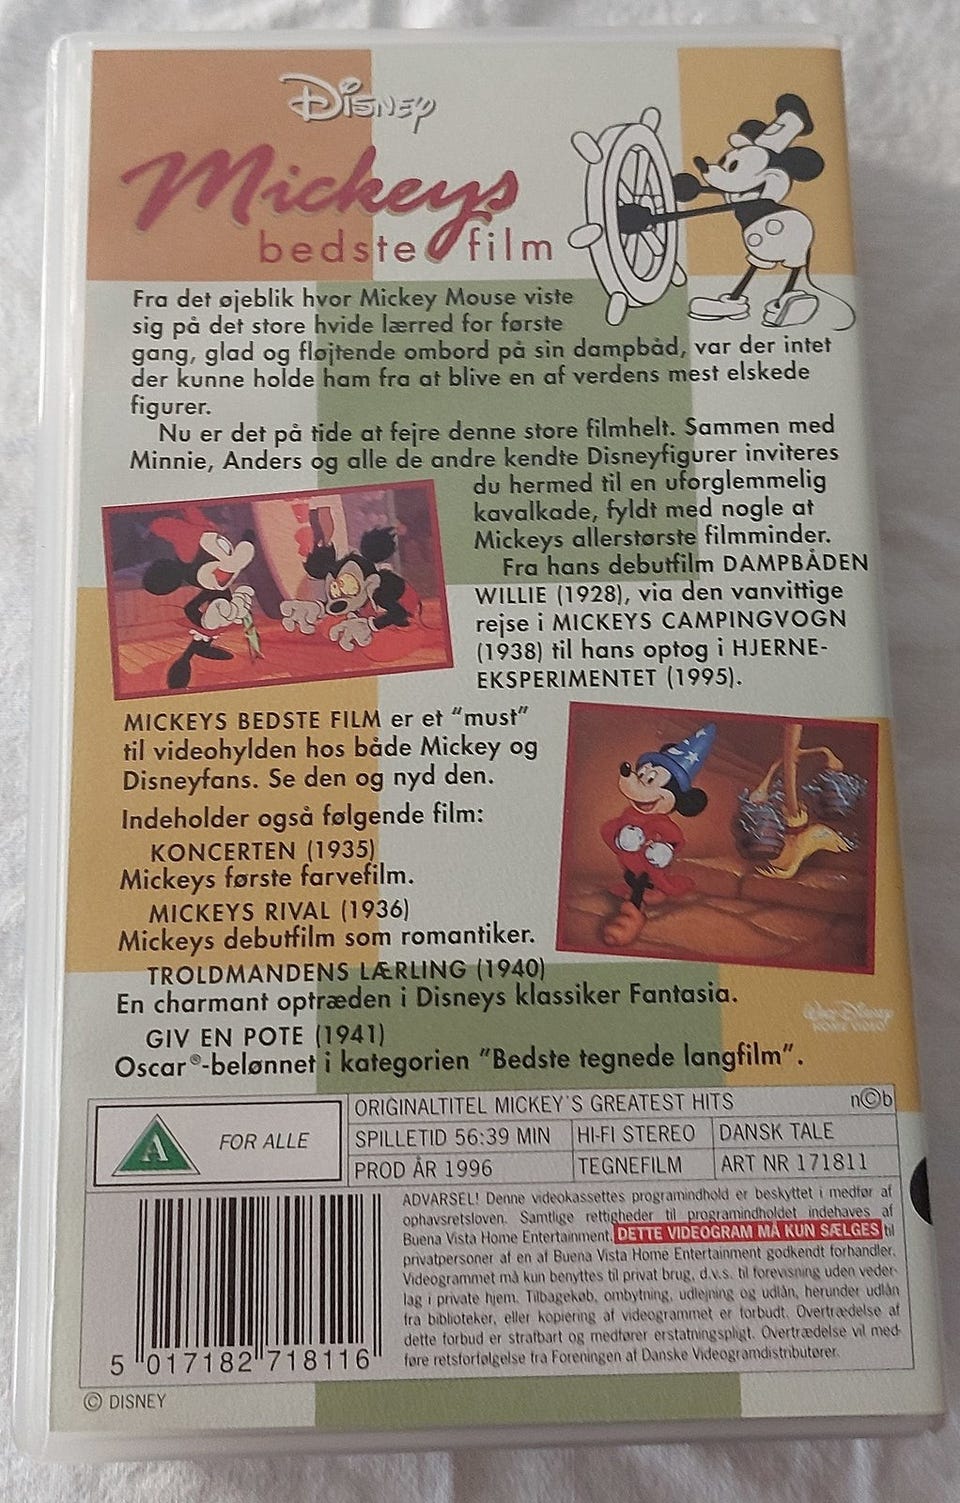 Disney
Mickeys
bedste film
Fra det øjeblik hvor Mickey Mouse viste
sig på det store hvide lærred for første
gang, glad og fløjtende ombord på sin dampbåd, var der intet
der kunne holde ham fra at blive en af verdens mest elskede
figurer.
Nu er det på tide at fejre denne store filmhelt. Sammen med
Minnie, Anders og alle de andre kendte Disneyfigurer inviteres
du hermed til en uforglemmelig
kavalkade, fyldt med nogle at
Mickeys allerstørste filmminder.
Fra hans debutfilm DAMPBÅDEN
WILLIE (1928), via den vanvittige
rejse i MICKEYS CAMPINGVOGN
(1938) til hans optog i HJERNE-
EKSPERIMENTET (1995).
MICKEYS BEDSTE FILM er et "must"
til videohylden hos både Mickey og
Disneyfans. Se den og nyd den.
Indeholder også følgende film:
KONCERTEN (1935)
Mickeys første farvefilm.
MICKEYS RIVAL (1936)
Mickeys debutfilm som romantiker.
TROLDMANDENS LÆRLING (1940)
En charmant optræden i Disneys klassiker Fantasia.
GIV EN POTE (1941)
Oscar®-belønnet i kategorien "Bedste tegnede langfilm".
Walt Disney
HOME VIDEO
A FOR ALLE
ORIGINALTITEL MICKEY'S GREATEST HITS n©b
SPILLETID 56:39 MIN HI-FI STEREO DANSK TALE
PROD ÅR 1996 TEGNEFILM ART NR 171811
ADVARSEL! Denne videokassettes programindhold er beskyttet i medfør af
ophavsretsloven. Samtlige rettigheder til programindholdet indehaves af
Buena Vista Home Entertainment. DETTE VIDEOGRAM MÅ KUN SÆLGES til
privatpersoner af en af Buena Vista Home Entertainment godkendt forhandler.
Videogrammet må kun benyttes til privat brug, d.v.s. til forevisning uden veder-
lag i private hjem. Tilbagekøb, ombytning, udlejning og udlån, herunder udlån
fra biblioteker, eller kopiering af videogrammet er forbudt. Overtrædelse af
dette forbud er strafbart og medfører erstatningspligt. Overtrædelse vil med-
føre retsforfølgelse fra Foreningen af Danske Videogramdistributører.
5 017182 718116
© DISNEY